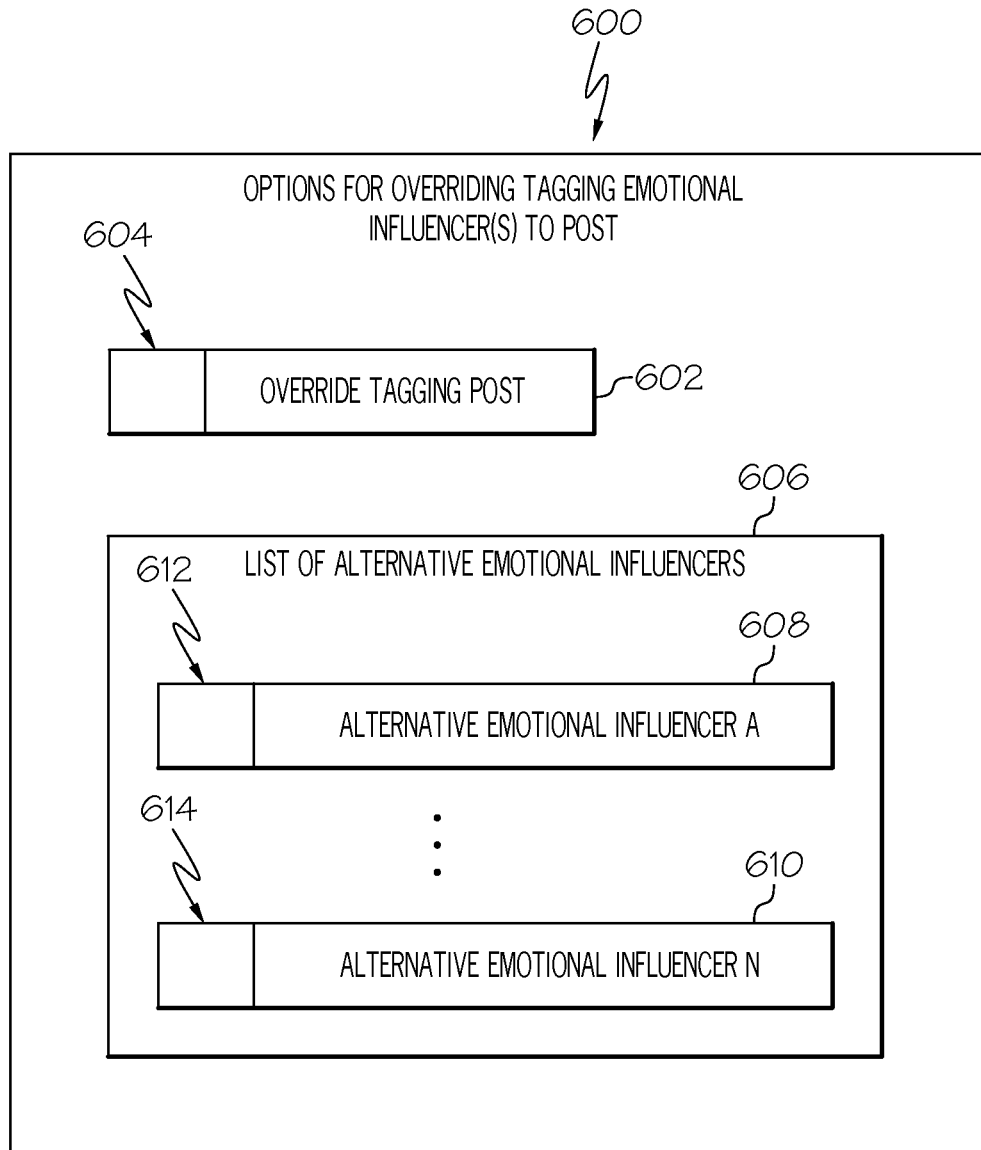 600
OPTIONS FOR OVERRIDING TAGGING EMOTIONAL
INFLUENCER(S) TO POST
604
OVERRIDE TAGGING POST
602
606
LIST OF ALTERNATIVE EMOTIONAL INFLUENCERS
612
608
ALTERNATIVE EMOTIONAL INFLUENCER A
614
610
ALTERNATIVE EMOTIONAL INFLUENCER N